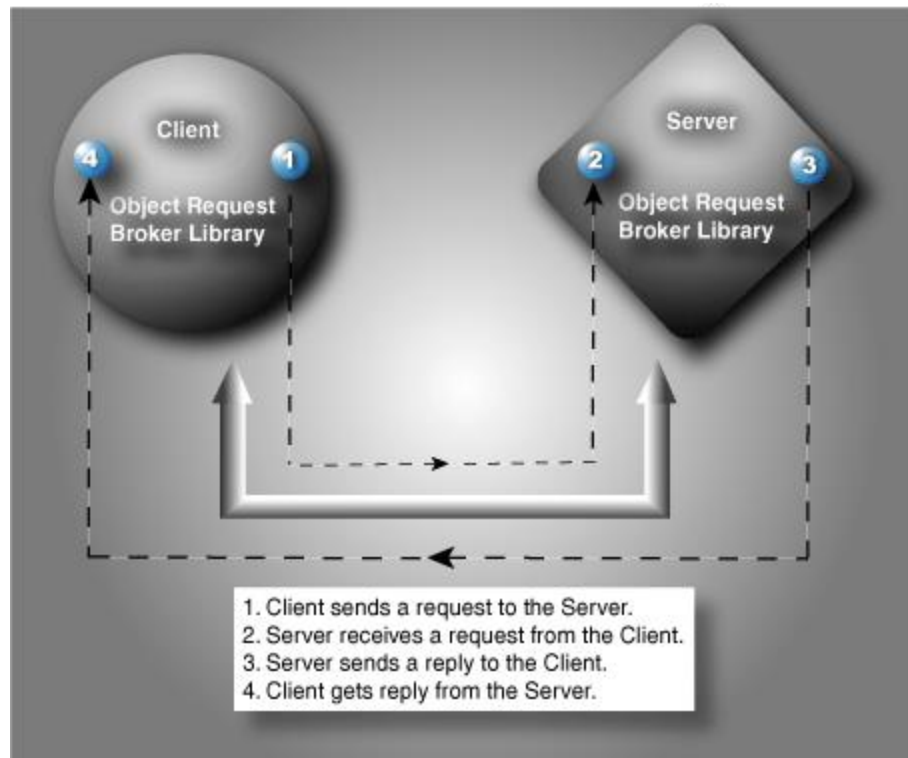 Client
4
1
Object Request
Broker Library
Server
2
3
Object Request
Broker Library
1. Client sends a request to the Server.
2. Server receives a request from the Client.
3. Server sends a reply to the Client.
4. Client gets reply from the Server.